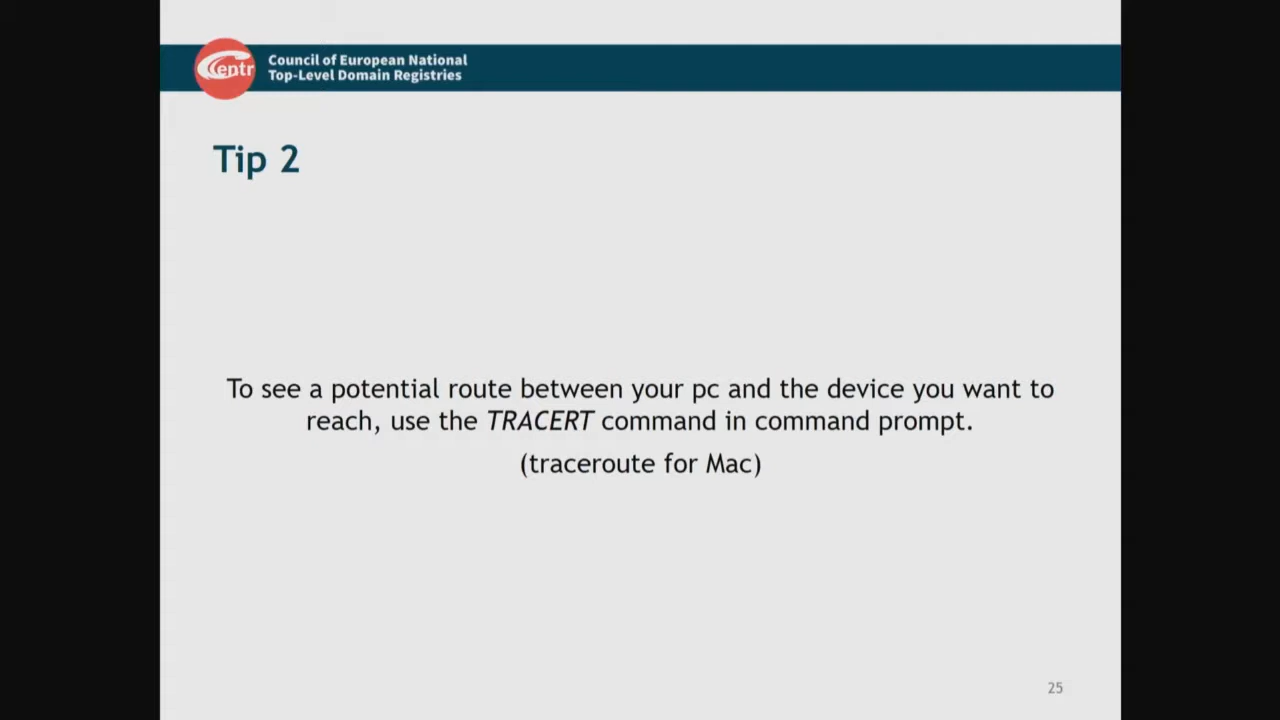 Centr
Council of European National
Top-Level Domain Registries
Tip 2
To see a potential route between your pc and the device you want to
reach, use the TRACERT command in command prompt.
(traceroute for Mac)
25